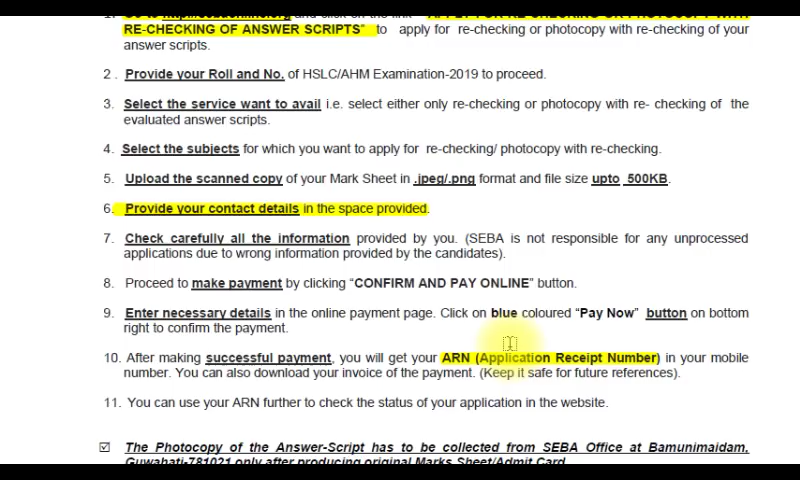 RE-CHECKING OF ANSWER SCRIPTS" to apply for re-checking or photocopy with re-checking of your
answer scripts.
2 . Provide your Roll and No. of HSLC/AHM Examination-2019 to proceed.
3. Select the service want to avail i.e. select either only re-checking or photocopy with re- checking of the
evaluated answer scripts.
4. Select the subjects for which you want to apply for re-checking/ photocopy with re-checking.
5. Upload the scanned copy of your Mark Sheet in .jpeg/.png format and file size upto 500KB.
6. Provide your contact details in the space provided.
7. Check carefully all the information provided by you. (SEBA is not responsible for any unprocessed
applications due to wrong information provided by the candidates).
8. Proceed to make payment by clicking "CONFIRM AND PAY ONLINE" button.
9. Enter necessary details in the online payment page. Click on blue coloured "Pay Now" button on bottom
right to confirm the payment.
10. After making successful payment, you will get your ARN (Application Receipt Number) in your mobile
number. You can also download your invoice of the payment. (Keep it safe for future references).
11. You can use your ARN further to check the status of your application in the website.
☑ The Photocopy of the Answer-Script has to be collected from SEBA Office at Bamunimaidam,
Guwahati-781021 only after producing original Marks Sheet/Admit Card